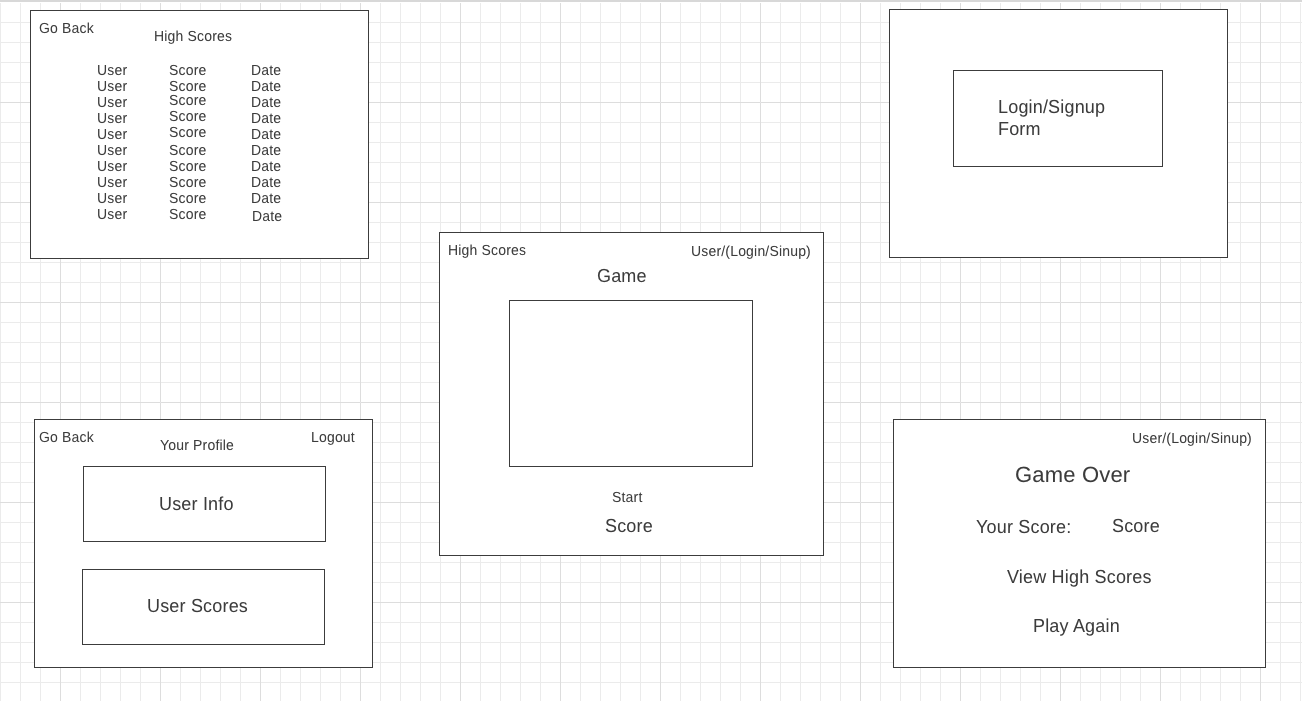 Go Back
High Scores
User Score Date
User Score Date
User Score Date
User Score Date
User Score Date
User Score Date
User Score Date
User Score Date
User Score Date
User Score Date
Login/Signup
Form
High Scores User/(Login/Sinup)
Game
Start
Score
Go Back Your Profile Logout
User Info
User Scores
User/(Login/Sinup)
Game Over
Your Score: Score
View High Scores
Play Again